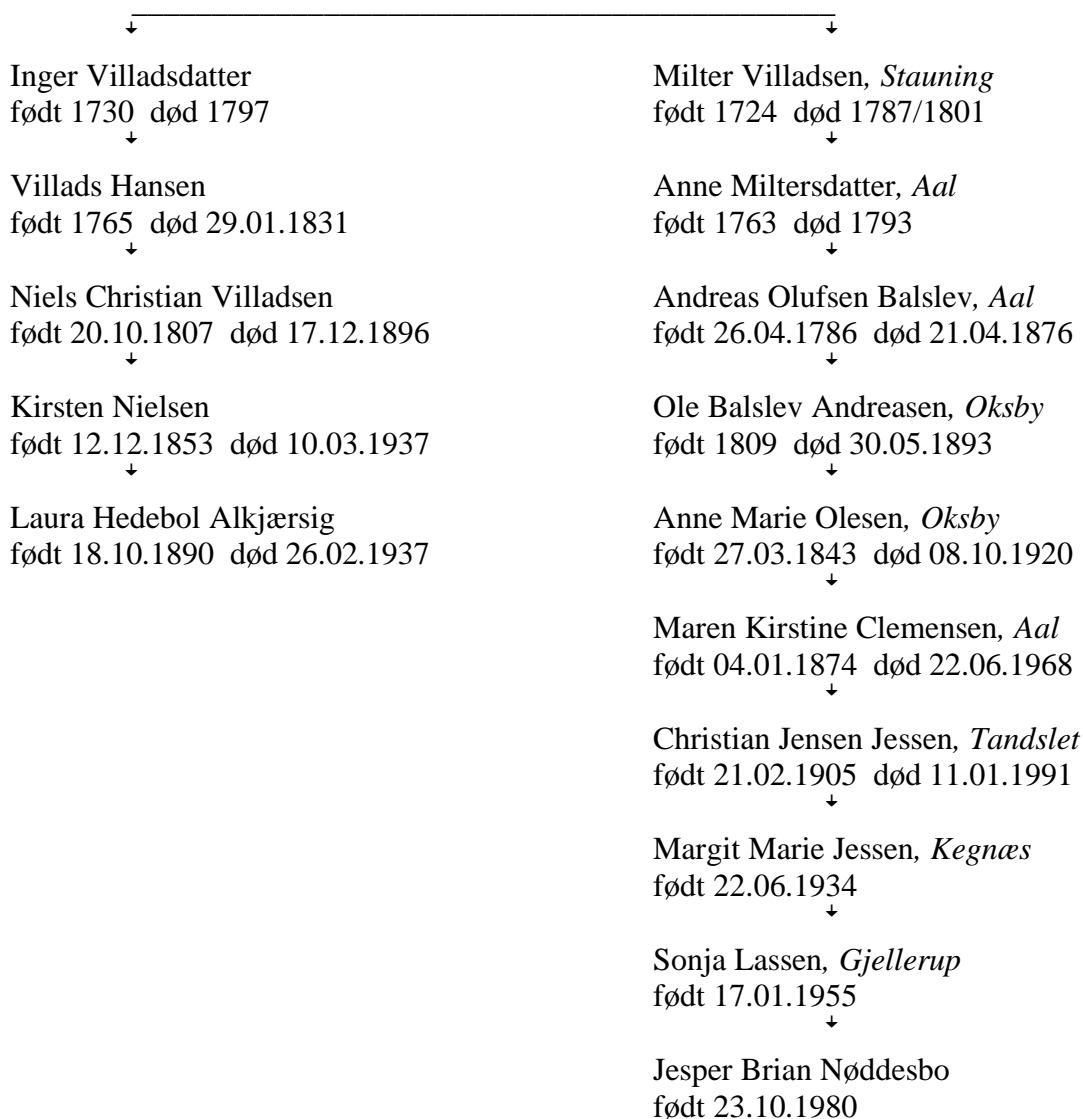 Inger Villadsdatter
født 1730 død 1797
Villads Hansen
født 1765 død 29.01.1831
Niels Christian Villadsen
født 20.10.1807 død 17.12.1896
Kirsten Nielsen
født 12.12.1853 død 10.03.1937
Laura Hedebol Alkjærsig
født 18.10.1890 død 26.02.1937
Milter Villadsen, Stauning
født 1724 død 1787/1801
Anne Miltersdatter, Aal
født 1763 død 1793
Andreas Olufsen Balslev, Aal
født 26.04.1786 død 21.04.1876
Ole Balslev Andreasen, Oksby
født 1809 død 30.05.1893
Anne Marie Olesen, Oksby
født 27.03.1843 død 08.10.1920
Maren Kirstine Clemensen, Aal
født 04.01.1874 død 22.06.1968
Christian Jensen Jessen, Tandslet
født 21.02.1905 død 11.01.1991
Margit Marie Jessen, Kegnæs
født 22.06.1934
Sonja Lassen, Gjellerup
født 17.01.1955
Jesper Brian Nøddesbo
født 23.10.1980